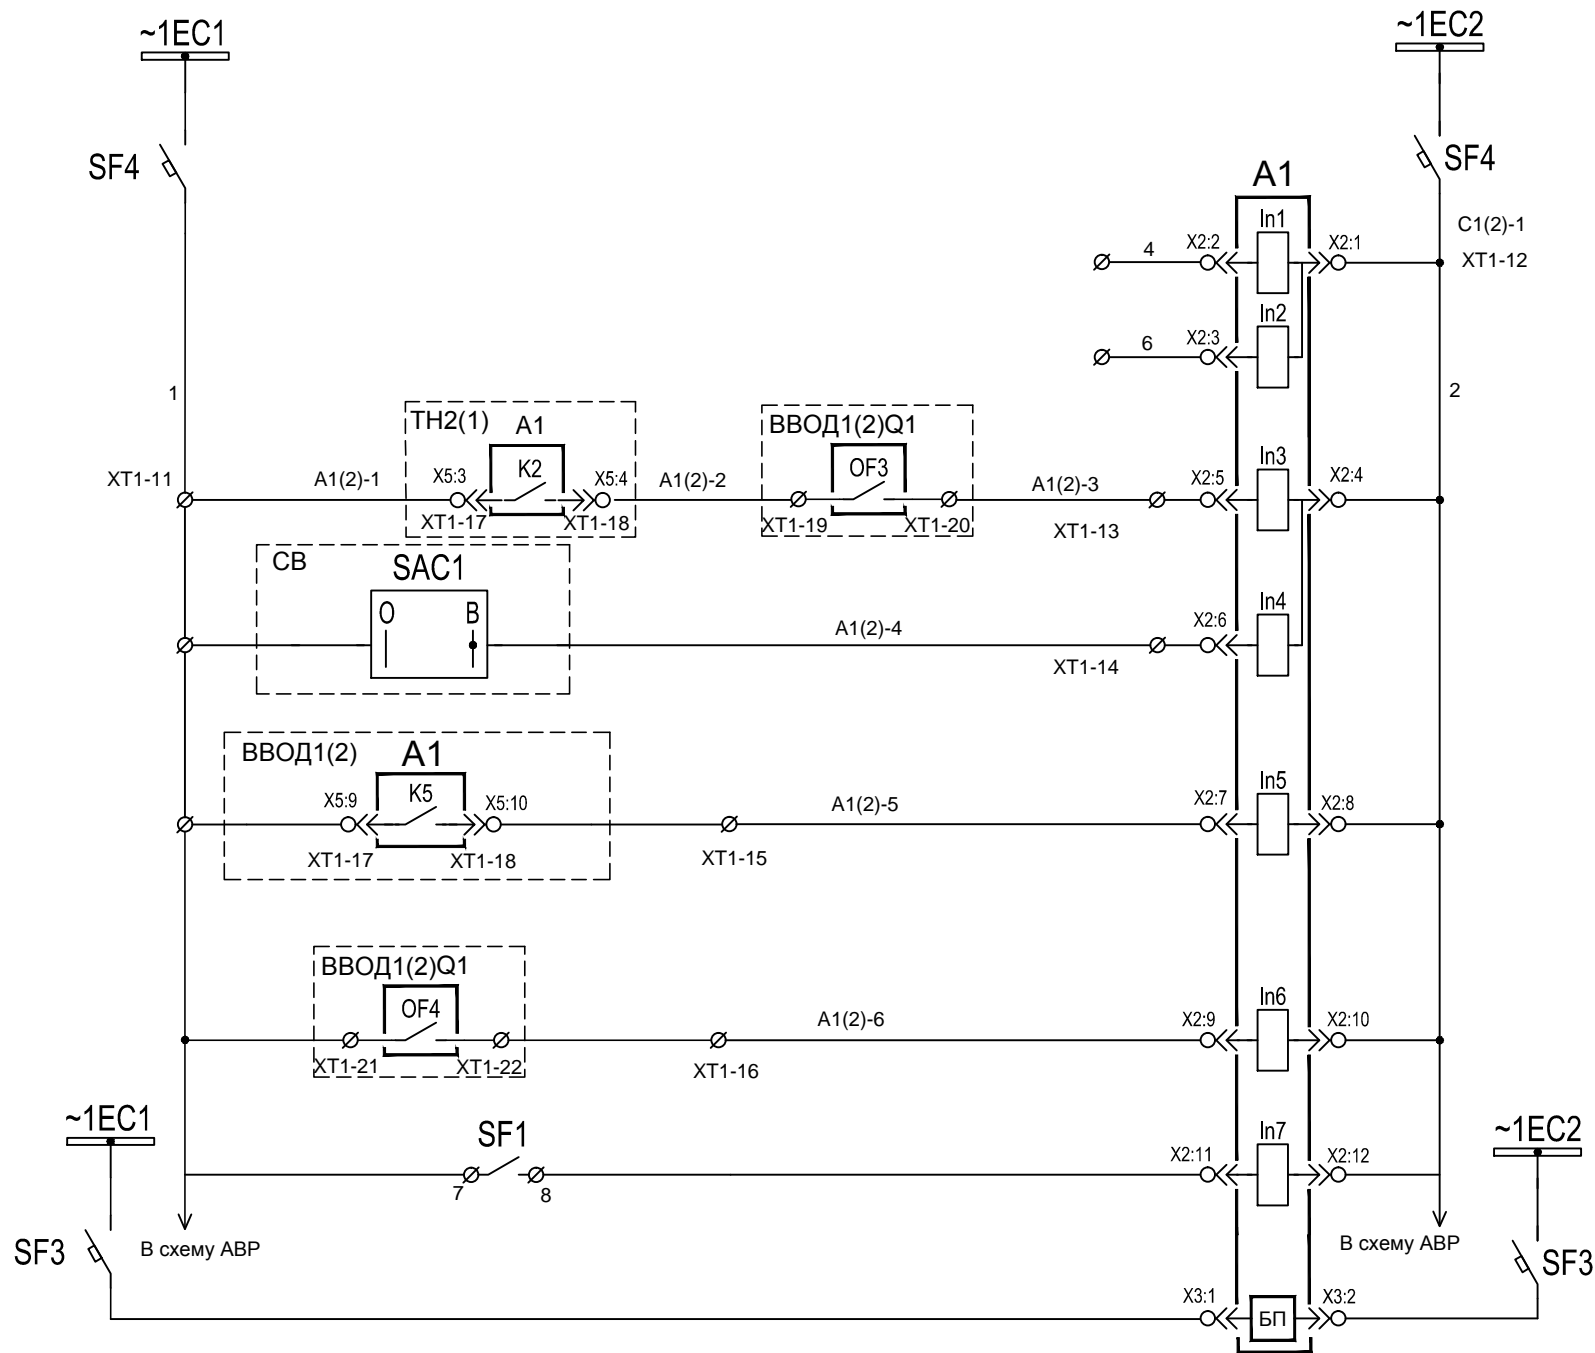 ~1EC1
~1EC2
SF4
SF4
A1
In1
C1(2)-1
4
X2:2
X2:1
XT1-12
In2
6
X2:3
1
2
ТН2(1)
A1
ВВОД1(2)Q1
K2
OF3
In3
XT1-11
A1(2)-1
X5:3
X5:4
A1(2)-2
A1(2)-3
X2:5
X2:4
XT1-17
XT1-18
XT1-19
XT1-20
XT1-13
СВ
SAC1
О
В
In4
A1(2)-4
X2:6
XT1-14
ВВОД1(2)
A1
K5
In5
X5:9
X5:10
A1(2)-5
X2:7
X2:8
XT1-17
XT1-18
XT1-15
ВВОД1(2)Q1
OF4
In6
A1(2)-6
X2:9
X2:10
XT1-21
XT1-22
XT1-16
~1EC1
SF1
In7
~1EC2
X2:11
X2:12
7
8
SF3
В схему АВР
В схему АВР
SF3
X3:1
X3:2
БП